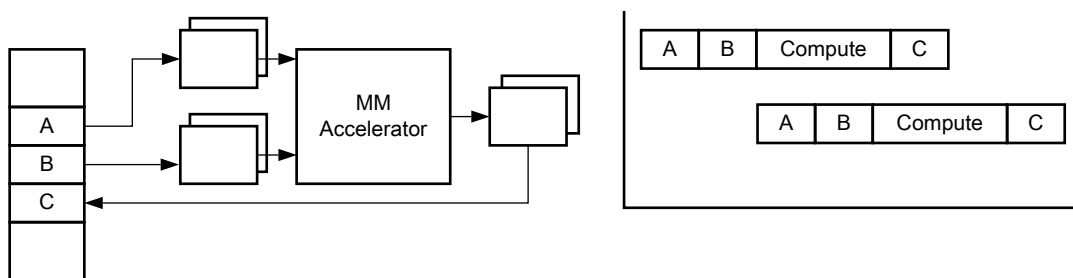 A
B
C
MM
Accelerator
A B Compute C
A B Compute C